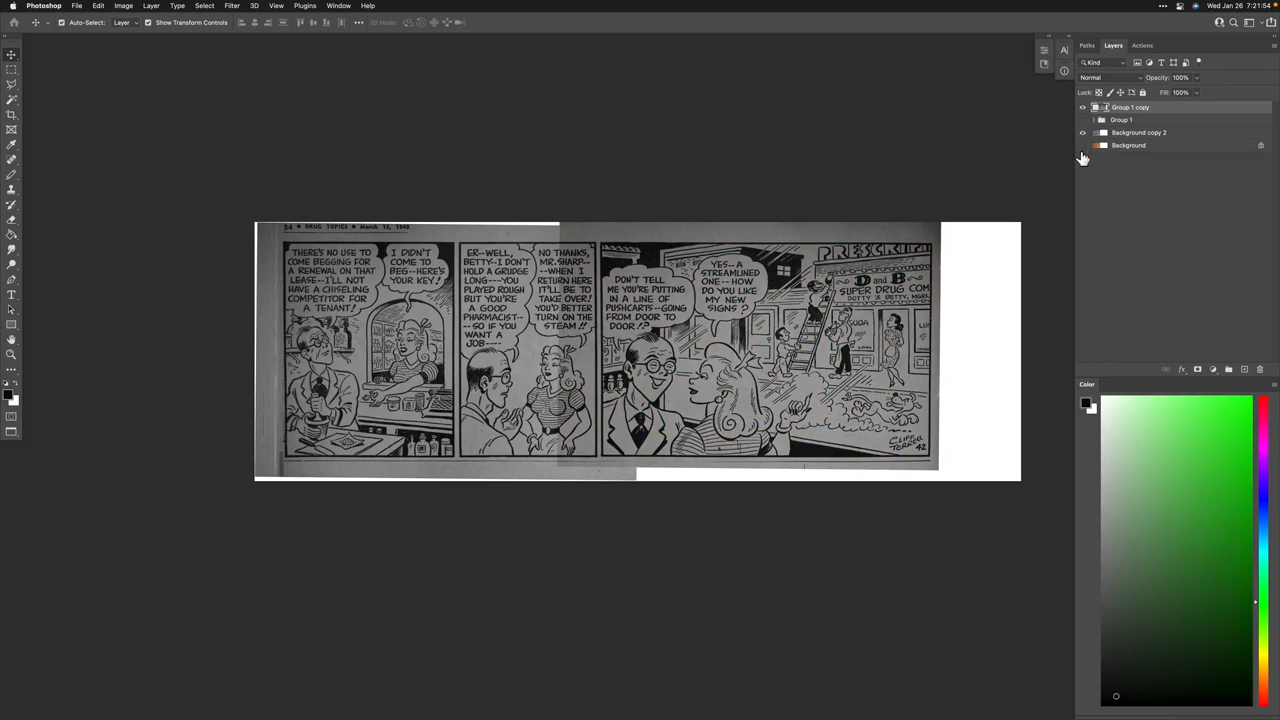 Photoshop File Edit Image Layer Type Select Filter 3D View Plugins Window Help
Wed Jan 26 7:21:54
Auto-Select: Layer Show Transform Controls 3D Mode:
Paths Layers Actions
Kind
Normal Opacity: 100%
Lock: Fill: 100%
Group 1 copy
Group 1
Background copy 2
Background
Color
54 • DRUG TOPICS • March 15, 1948
THERE'S NO USE TO
COME BEGGING FOR
A RENEWAL ON THAT
LEASE--I'LL NOT
HAVE A CHISELING
COMPETITOR FOR
A TENANT!
I DIDN'T
COME TO
BEG--HERE'S
YOUR KEY!
ER--WELL,
BETTY--I DON'T
HOLD A GRUDGE
LONG---YOU
PLAYED ROUGH
BUT YOU'RE
A GOOD
PHARMACIST--
--SO IF YOU
WANT A
JOB----
NO THANKS,
MR. SHARP--
--WHEN I
RETURN HERE
IT'LL BE TO
TAKE OVER!
YOU'D BETTER
TURN ON THE
STEAM!!
DON'T TELL
ME YOU'RE PUTTING
IN A LINE OF
PUSHCARTS--GOING
FROM DOOR TO
DOOR!?
YES--A
STREAMLINED
ONE--HOW
DO YOU LIKE
MY NEW
SIGNS?
PRESCRIPTI
D and B
SUPER DRUG COM
DOTTY & BETTY, MGRS
SODA
LU
CLIFF
TERRELL
42